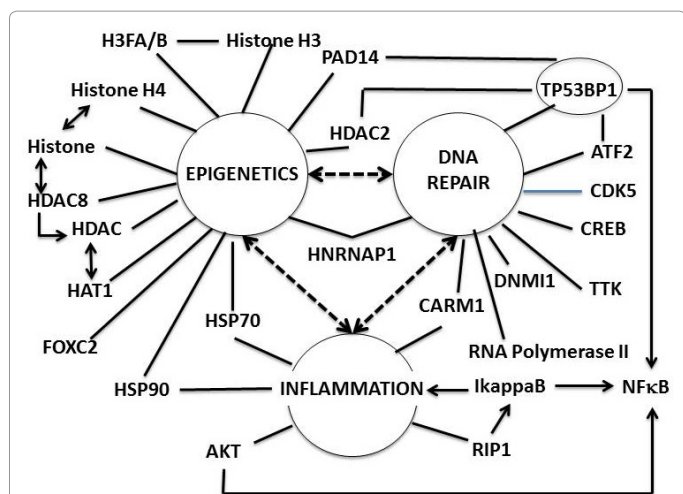 H3FA/B
Histone H3
PAD14
Histone H4
TP53BP1
HDAC2
Histone
EPIGENETICS
DNA
REPAIR
ATF2
CDK5
HDAC8
HDAC
HNRNAP1
CREB
DNMI1
HAT1
TTK
CARM1
HSP70
FOXC2
RNA Polymerase II
HSP90
INFLAMMATION
IkappaB
NFκB
AKT
RIP1